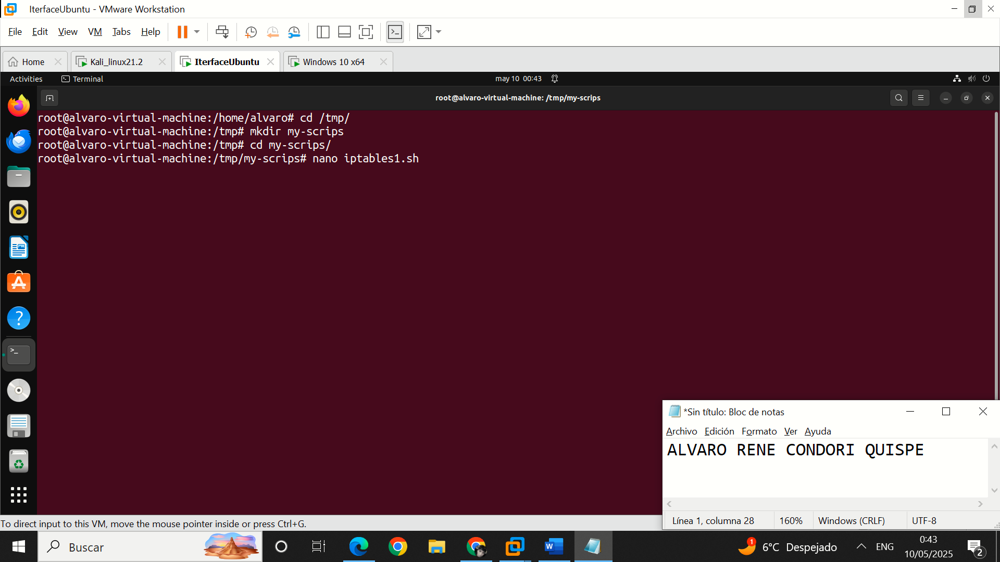 IterfaceUbuntu - VMware Workstation
File Edit View VM Tabs Help
Home Kali_linux21.2 IterfaceUbuntu Windows 10 x64
Activities Terminal may 10 00:43
root@alvaro-virtual-machine: /tmp/my-scrips
root@alvaro-virtual-machine:/home/alvaro# cd /tmp/
root@alvaro-virtual-machine:/tmp# mkdir my-scrips
root@alvaro-virtual-machine:/tmp# cd my-scrips/
root@alvaro-virtual-machine:/tmp/my-scrips# nano iptables1.sh
*Sin título: Bloc de notas
Archivo Edición Formato Ver Ayuda
ALVARO RENE CONDORI QUISPE
Línea 1, columna 28 160% Windows (CRLF) UTF-8
To direct input to this VM, move the mouse pointer inside or press Ctrl+G.
Buscar
1 6°C Despejado ENG
0:43
10/05/2025
2